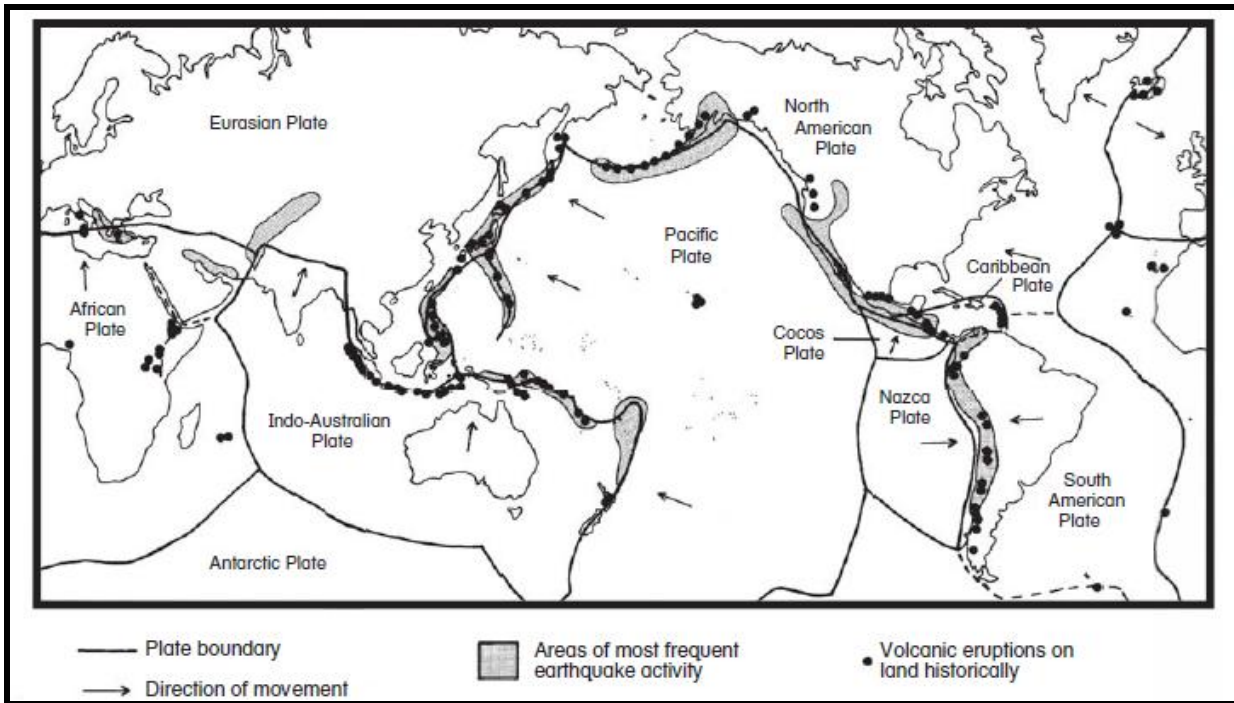 Eurasian Plate
North
American
Plate
Pacific
Plate
Caribbean
Plate
African
Plate
Cocos
Plate
Nazca
Plate
Indo-Australian
Plate
South
American
Plate
Antarctic Plate
Plate boundary
Direction of movement
Areas of most frequent
earthquake activity
Volcanic eruptions on
land historically